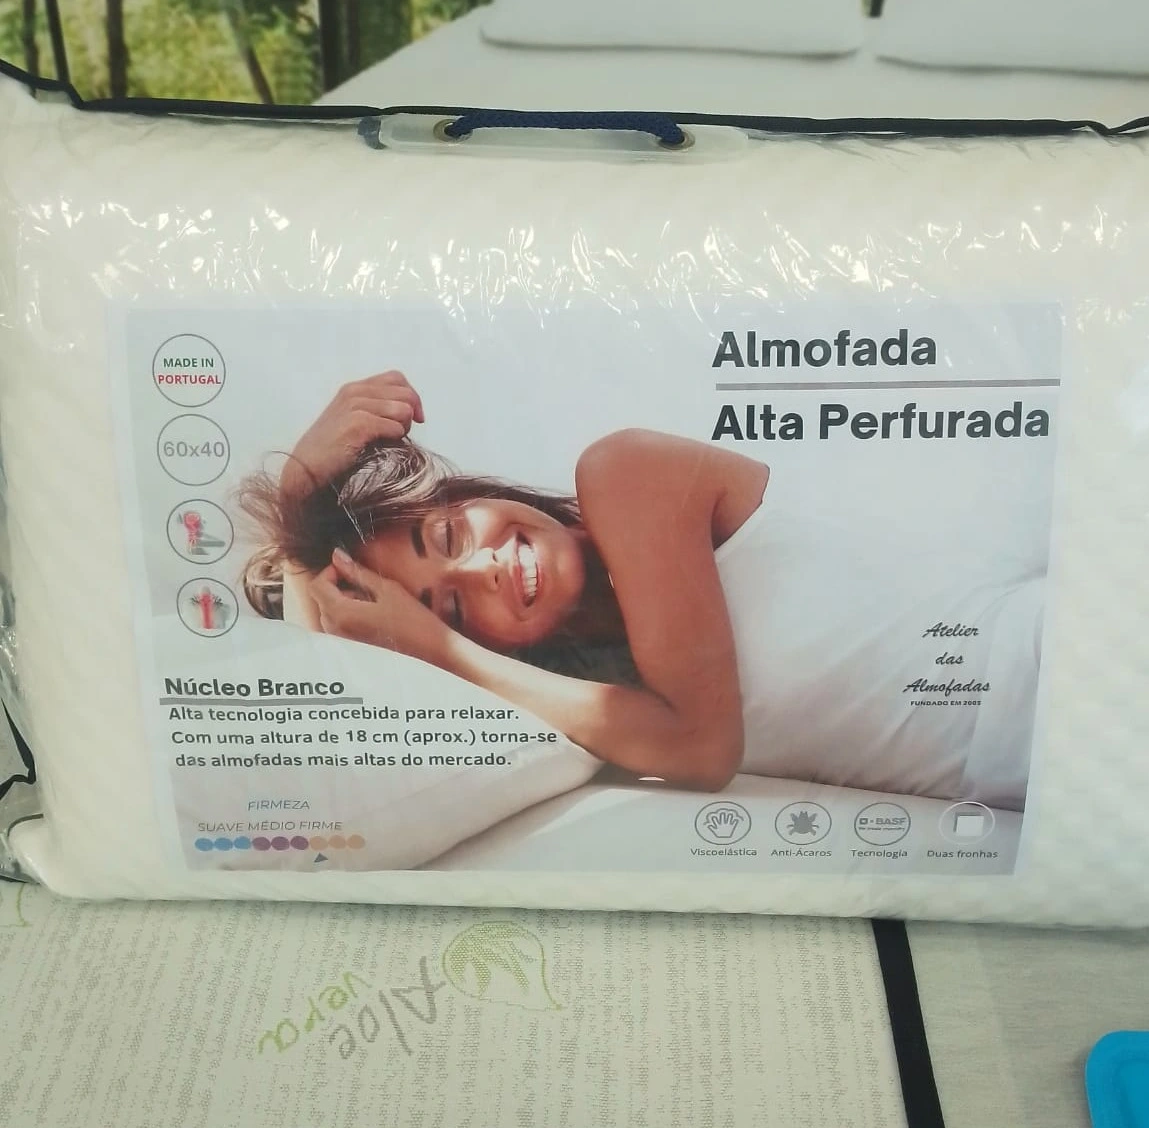 Almofada
Alta Perfurada
MADE IN
PORTUGAL
60x40
Atelier
das
Almofadas
FUNDADO EM 2005
Núcleo Branco
Alta tecnologia concebida para relaxar.
Com uma altura de 18 cm (aprox.) torna-se
das almofadas mais altas do mercado.
FIRMEZA
SUAVE MÉDIO FIRME
BASF
Viscoelástica Anti-Ácaros Tecnologia Duas fronhas
Aloe
vera